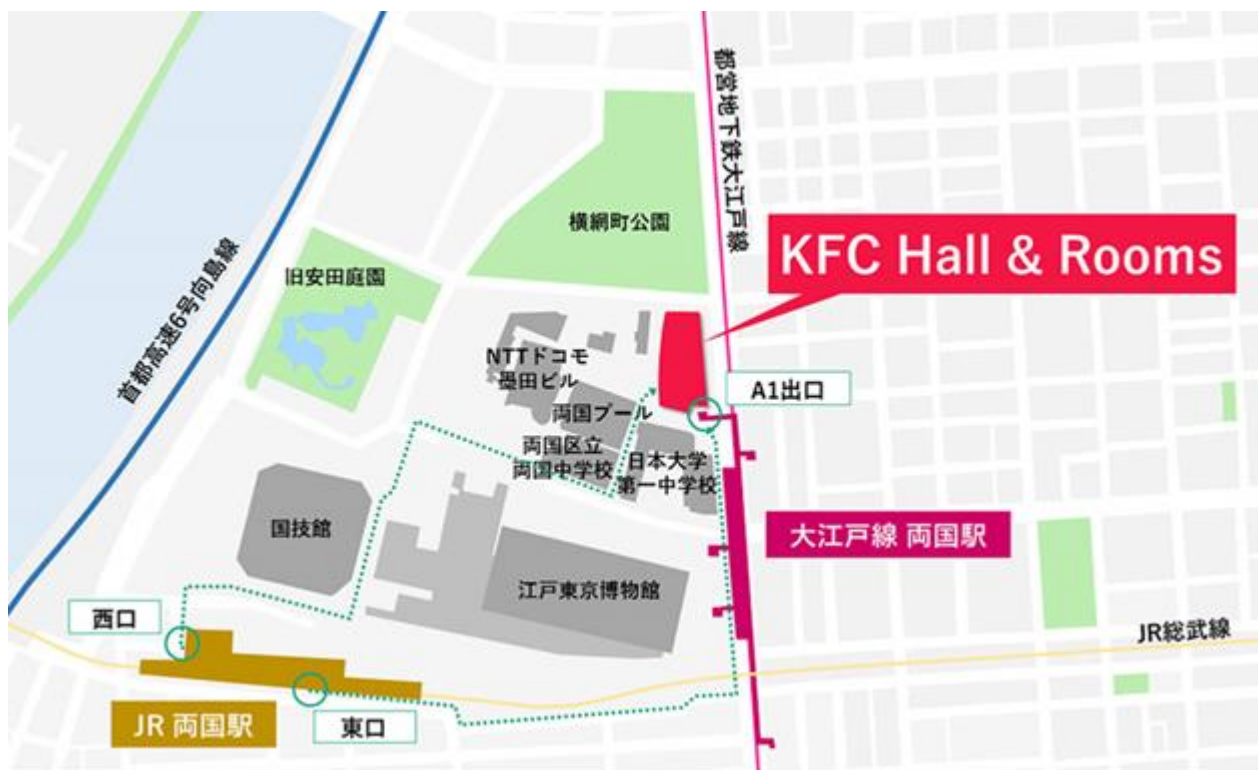 都営地下鉄大江戸線
横網町公園
KFC Hall & Rooms
首都高速6号向島線
旧安田庭園
NTTドコモ
墨田ビル
A1出口
両国プール
両国区立
両国中学校
日本大学
第一中学校
国技館
大江戸線 両国駅
江戸東京博物館
西口
JR総武線
JR 両国駅
東口